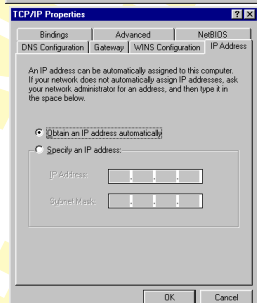 TCP/IP Properties
Bindings Advanced NetBIOS
DNS Configuration Gateway WINS Configuration IP Address
An IP address can be automatically assigned to this computer.
If your network does not automatically assign IP addresses, ask
your network administrator for an address, and then type it in
the space below.
Obtain an IP address automatically
Specify an IP address:
IP Address:
Subnet Mask:
OK Cancel